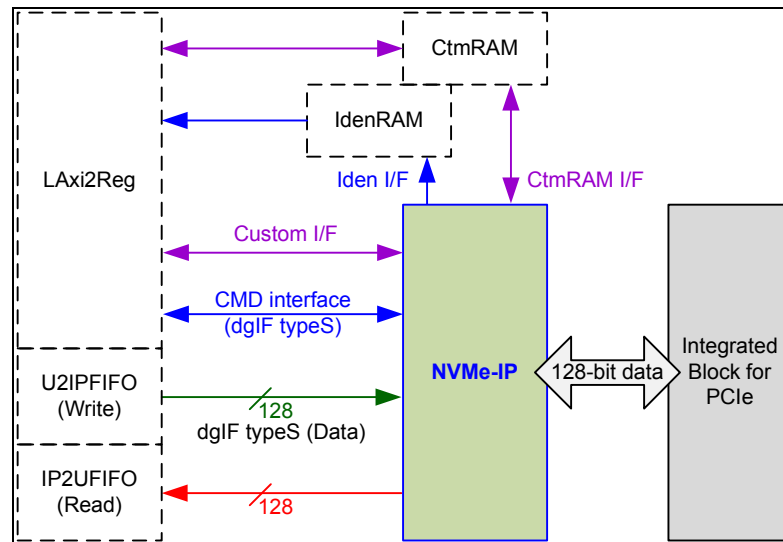 CtmRAM
IdenRAM
LAxi2Reg
Iden I/F
CtmRAM I/F
Custom I/F
CMD interface
(dgIF typeS)
U2IPFIFO
(Write)
128
dgIF typeS (Data)
IP2UFIFO
(Read)
128
NVMe-IP
128-bit data
Integrated
Block for
PCIe